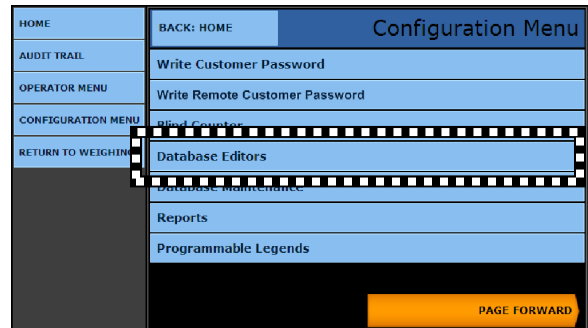 HOME
AUDIT TRAIL
OPERATOR MENU
CONFIGURATION MENU
RETURN TO WEIGHING
BACK: HOME
Configuration Menu
Write Customer Password
Write Remote Customer Password
Blind Counter
Database Editors
Database Maintenance
Reports
Programmable Legends
PAGE FORWARD